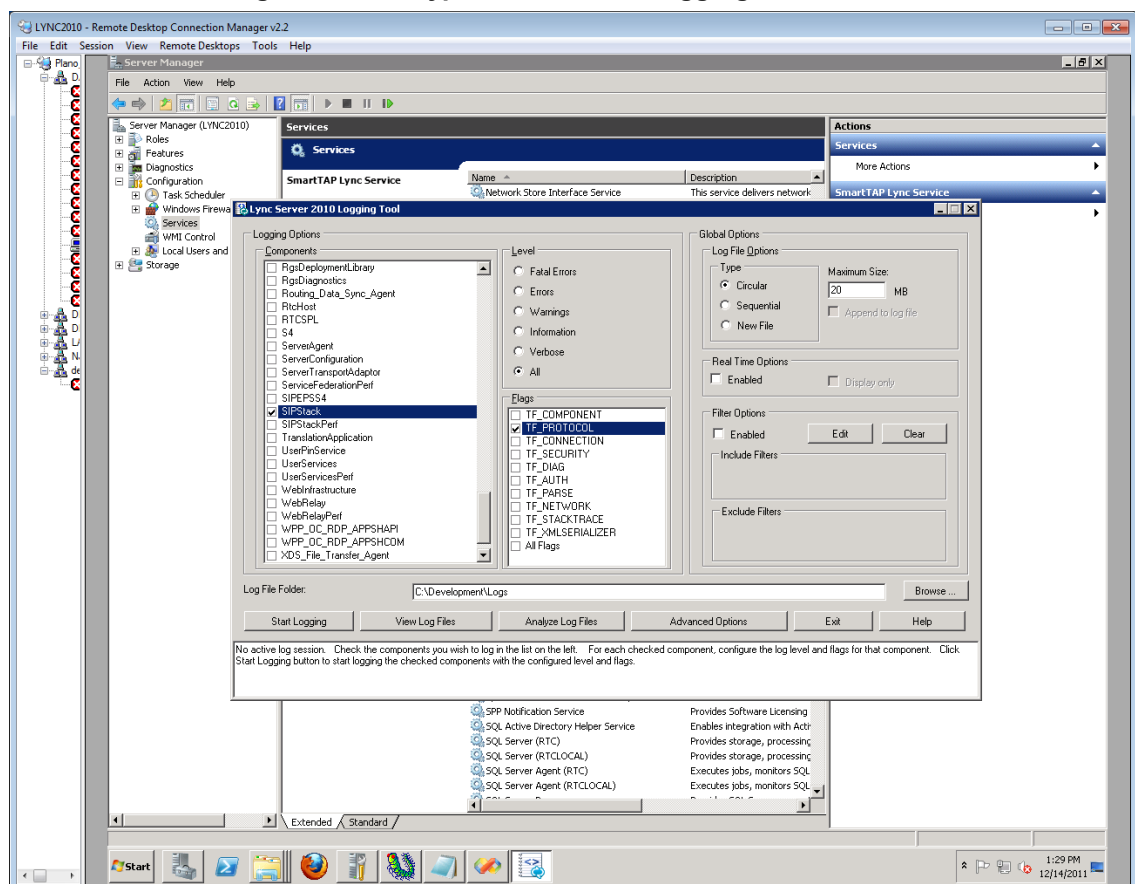 LYNC2010 - Remote Desktop Connection Manager v2.2
File Edit Session View Remote Desktops Tools Help
Plano_
D.
D
D
L/
N.
de
Server Manager
File Action View Help
Server Manager (LYNC2010)
Roles
Features
Diagnostics
Configuration
Task Scheduler
Windows Firewa
Services
WMI Control
Local Users and
Storage
Services
Services
SmartTAP Lync Service
Name
Description
Network Store Interface Service
This service delivers network
Actions
Services
More Actions
SmartTAP Lync Service
Lync Server 2010 Logging Tool
Logging Options
Components
RgsDeploymentLibrary
RgsDiagnostics
Routing_Data_Sync_Agent
RtcHost
RTCSPL
S4
ServerAgent
ServerConfiguration
ServerTransportAdaptor
ServiceFederationPerf
SIPEPSS4
SIPStack
SIPStackPerf
TranslationApplication
UserPinService
UserServices
UserServicesPerf
WebInfrastructure
WebRelay
WebRelayPerf
WPP_OC_RDP_APPSHAPI
WPP_OC_RDP_APPSHCOM
XDS_File_Transfer_Agent
Level
Fatal Errors
Errors
Warnings
Information
Verbose
All
Flags
TF_COMPONENT
TF_PROTOCOL
TF_CONNECTION
TF_SECURITY
TF_DIAG
TF_AUTH
TF_PARSE
TF_NETWORK
TF_STACKTRACE
TF_XMLSERIALIZER
All Flags
Global Options
Log File Options
Type
Circular
Sequential
New File
Maximum Size:
20 MB
Append to log file
Real Time Options
Enabled
Display only
Filter Options
Enabled
Edit
Clear
Include Filters
Exclude Filters
Log File Folder:
C:\Development\Logs
Browse ...
Start Logging
View Log Files
Analyze Log Files
Advanced Options
Exit
Help
No active log session. Check the components you wish to log in the list on the left. For each checked component, configure the log level and flags for that component. Click
Start Logging button to start logging the checked components with the configured level and flags.
SPP Notification Service
Provides Software Licensing
SQL Active Directory Helper Service
Enables integration with Acti
SQL Server (RTC)
Provides storage, processing
SQL Server (RTCLOCAL)
Provides storage, processing
SQL Server Agent (RTC)
Executes jobs, monitors SQL
SQL Server Agent (RTCLOCAL)
Executes jobs, monitors SQL
Extended
Standard
Start
1:29 PM
12/14/2011